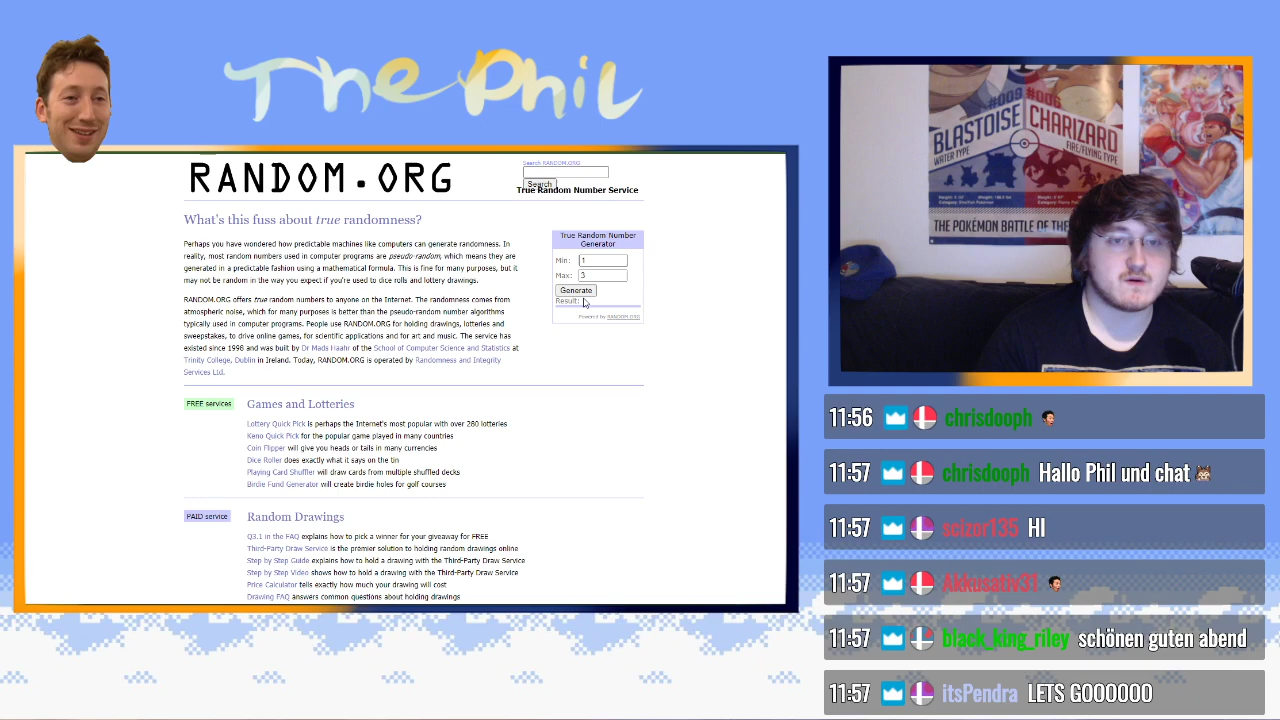 The Phil
RANDOM.ORG
Search RANDOM.ORG
Search
True Random Number Service
What's this fuss about true randomness?
Perhaps you have wondered how predictable machines like computers can generate randomness. In
reality, most random numbers used in computer programs are pseudo-random, which means they are
generated in a predictable fashion using a mathematical formula. This is fine for many purposes, but it
may not be random in the way you expect if you're used to dice rolls and lottery drawings.
RANDOM.ORG offers true random numbers to anyone on the Internet. The randomness comes from
atmospheric noise, which for many purposes is better than the pseudo-random number algorithms
typically used in computer programs. People use RANDOM.ORG for holding drawings, lotteries and
sweepstakes, to drive online games, for scientific applications and for art and music. The service has
existed since 1998 and was built by Dr Mads Haahr of the School of Computer Science and Statistics at
Trinity College, Dublin in Ireland. Today, RANDOM.ORG is operated by Randomness and Integrity
Services Ltd.
True Random Number
Generator
Min: 1
Max: 3
Generate
Result:
Powered by RANDOM.ORG
FREE services
Games and Lotteries
Lottery Quick Pick is perhaps the Internet's most popular with over 280 lotteries
Keno Quick Pick for the popular game played in many countries
Coin Flipper will give you heads or tails in many currencies
Dice Roller does exactly what it says on the tin
Playing Card Shuffler will draw cards from multiple shuffled decks
Birdie Fund Generator will create birdie holes for golf courses
PAID service
Random Drawings
Q3.1 in the FAQ explains how to pick a winner for your giveaway for FREE
Third-Party Draw Service is the premier solution to holding random drawings online
Step by Step Guide explains how to hold a drawing with the Third-Party Draw Service
Step by Step Video shows how to hold a drawing with the Third-Party Draw Service
Price Calculator tells exactly how much your drawing will cost
Drawing FAQ answers common questions about holding drawings
#009 #006
BLASTOISE CHARIZARD
WATER TYPE FIRE/FLYING TYPE
THE POKÉMON BATTLE OF THE
11:56 chrisdooph
11:57 chrisdooph Hallo Phil und chat
11:57 scizor135 HI
11:57 Akkusativ31
11:57 black_king_riley schönen guten abend
11:57 itsPendra LETS GOOOOOO